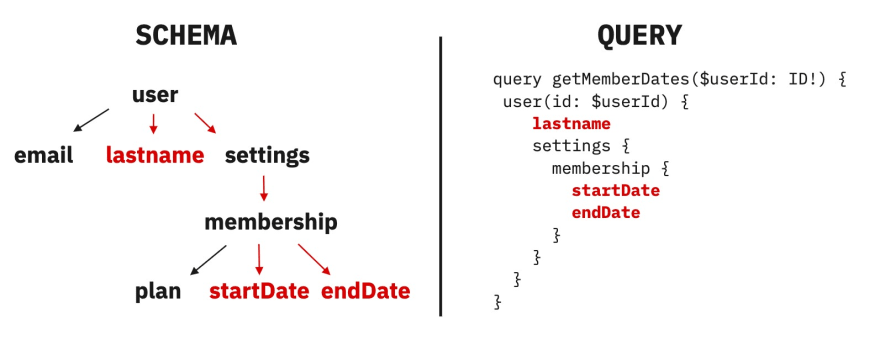 SCHEMA
user
email lastname settings
membership
plan startDate endDate
QUERY
query getMemberDates($userId: ID!) {
user(id: $userId) {
lastname
settings {
membership {
startDate
endDate
}
}
}
}